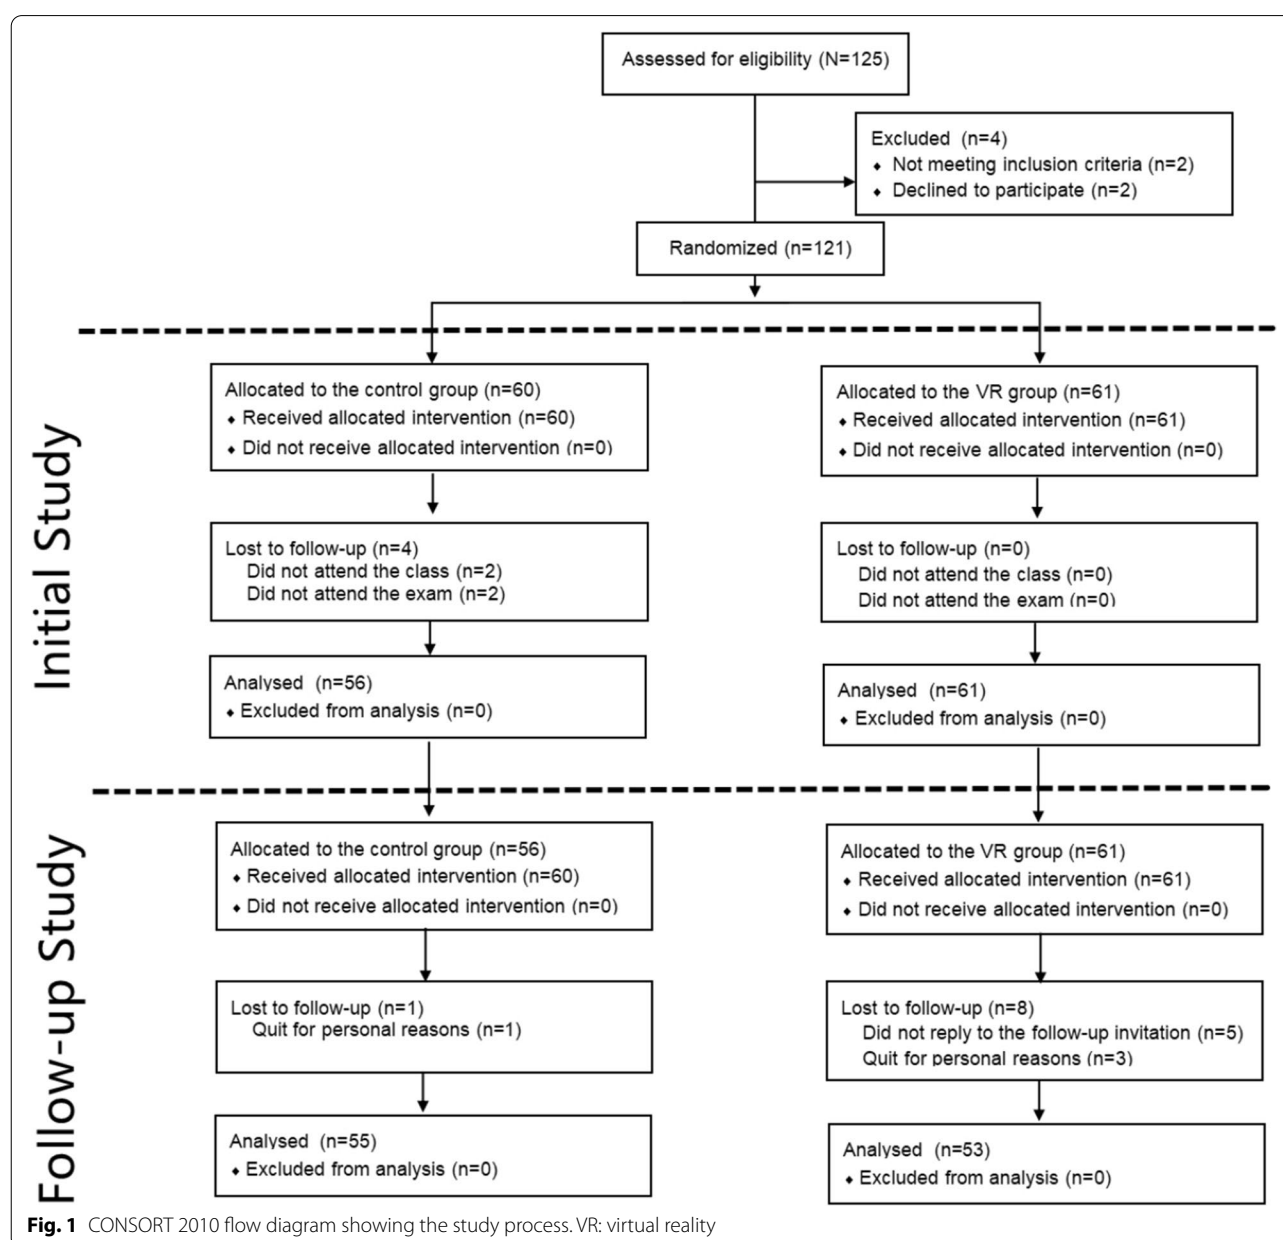 Assessed for eligibility (N=125)
Excluded (n=4)
♦ Not meeting inclusion criteria (n=2)
♦ Declined to participate (n=2)
Randomized (n=121)
Initial Study
Allocated to the control group (n=60)
♦ Received allocated intervention (n=60)
♦ Did not receive allocated intervention (n=0)
Allocated to the VR group (n=61)
♦ Received allocated intervention (n=61)
♦ Did not receive allocated intervention (n=0)
Lost to follow-up (n=4)
Did not attend the class (n=2)
Did not attend the exam (n=2)
Lost to follow-up (n=0)
Did not attend the class (n=0)
Did not attend the exam (n=0)
Analysed (n=56)
♦ Excluded from analysis (n=0)
Analysed (n=61)
♦ Excluded from analysis (n=0)
Follow-up Study
Allocated to the control group (n=56)
♦ Received allocated intervention (n=60)
♦ Did not receive allocated intervention (n=0)
Allocated to the VR group (n=61)
♦ Received allocated intervention (n=61)
♦ Did not receive allocated intervention (n=0)
Lost to follow-up (n=1)
Quit for personal reasons (n=1)
Lost to follow-up (n=8)
Did not reply to the follow-up invitation (n=5)
Quit for personal reasons (n=3)
Analysed (n=55)
♦ Excluded from analysis (n=0)
Analysed (n=53)
♦ Excluded from analysis (n=0)
Fig. 1 CONSORT 2010 flow diagram showing the study process. VR: virtual reality